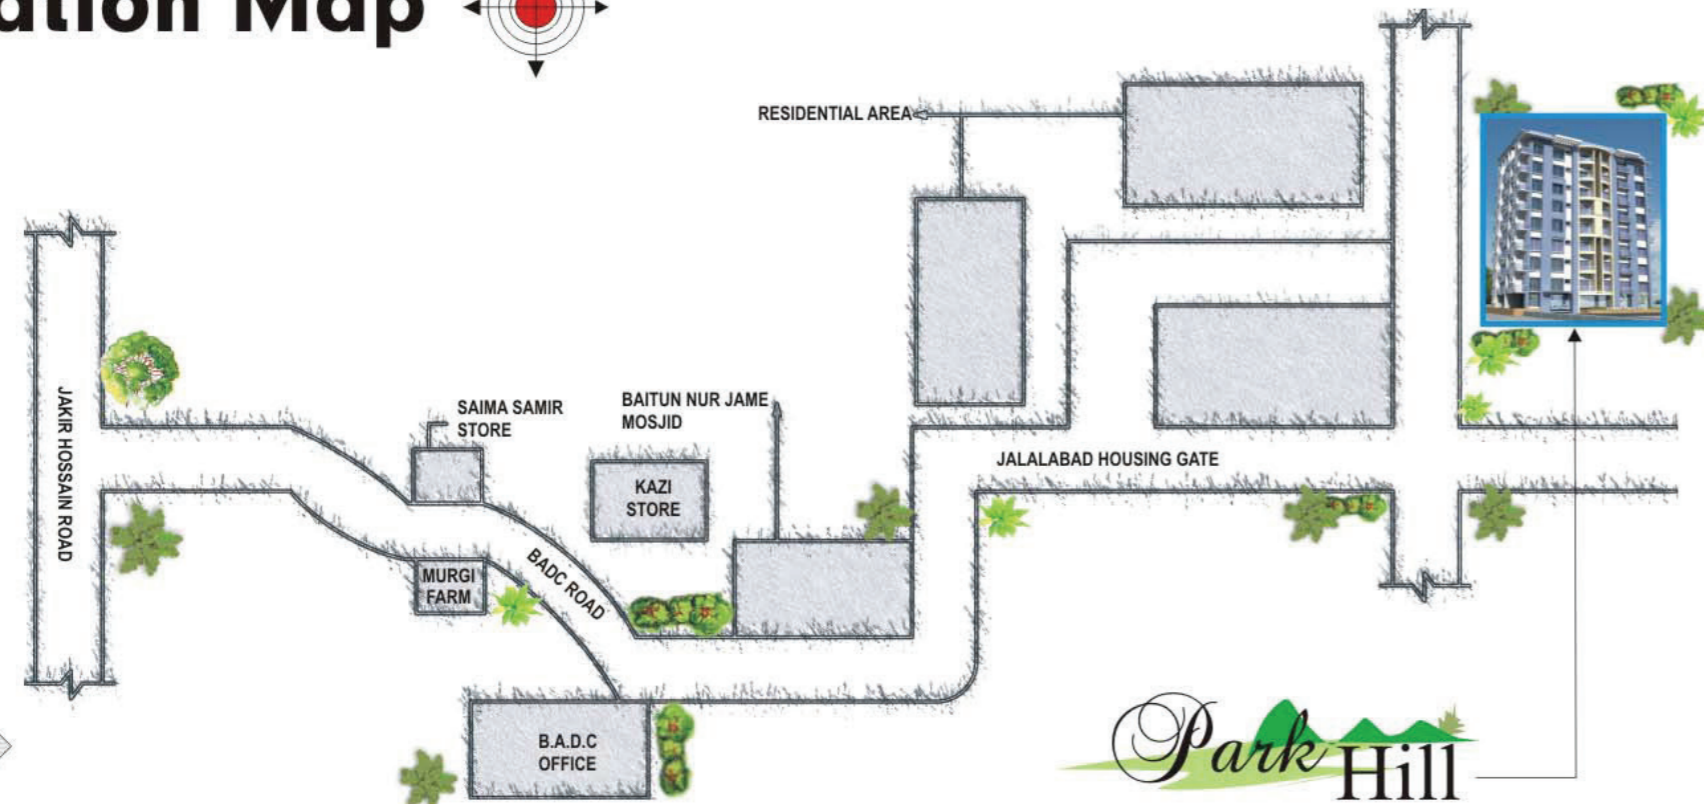 Map
RESIDENTIAL AREA
JAKIR HOSSAIN ROAD
SAIMA SAMIR
STORE
BAITUN NUR JAME
MOSJID
KAZI
STORE
JALALABAD HOUSING GATE
MURGI
FARM
BADC ROAD
B.A.D.C
OFFICE
Park Hill